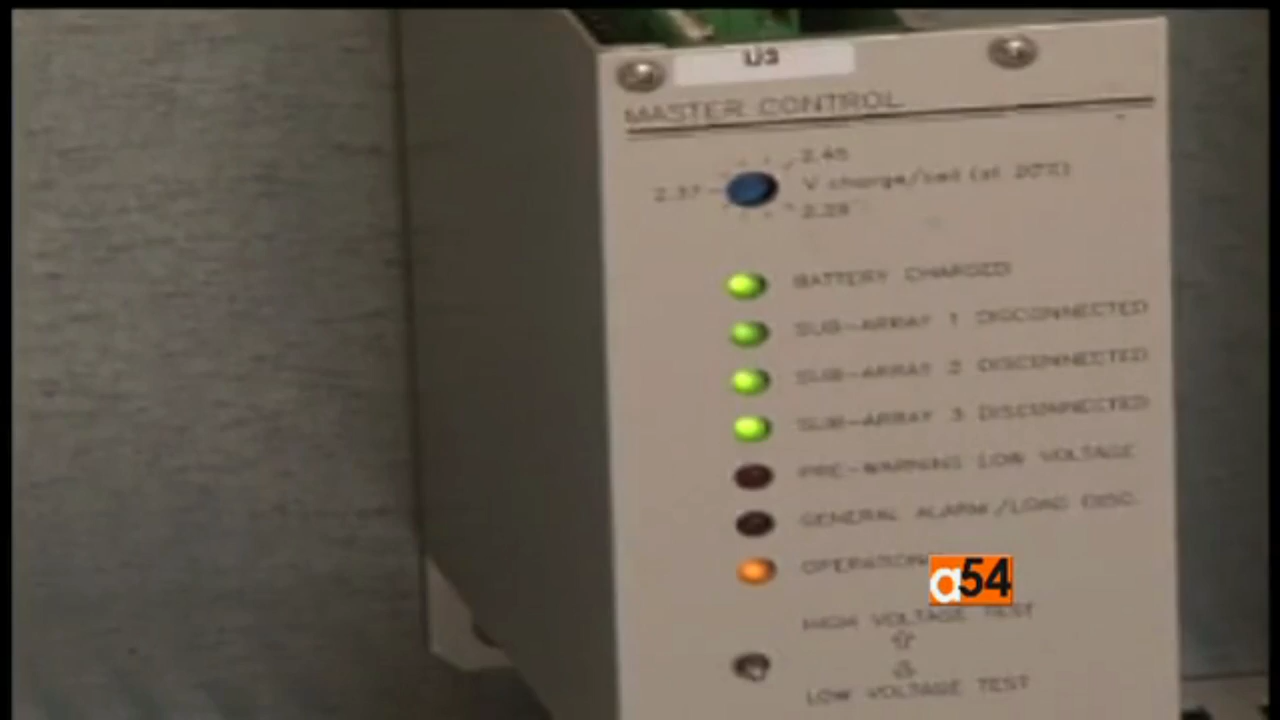 U3
MASTER CONTROL
2.45
2.37
V charge/cell (at 20°C)
2.29
BATTERY CHARGED
SUB-ARRAY 1 DISCONNECTED
SUB-ARRAY 2 DISCONNECTED
SUB-ARRAY 3 DISCONNECTED
PRE-WARNING LOW VOLTAGE
GENERAL ALARM/LOAD DISC.
OPERATION
a54
HIGH VOLTAGE TEST
LOW VOLTAGE TEST